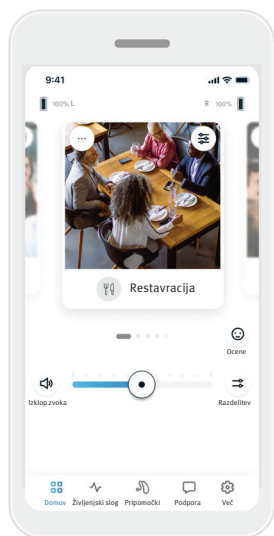 9:41
100% L
R 100%
Restavracija
Ocene
Izklop zvoka
Razdelitev
Domov
Življenjski slog
Pripomočki
Podpora
Več